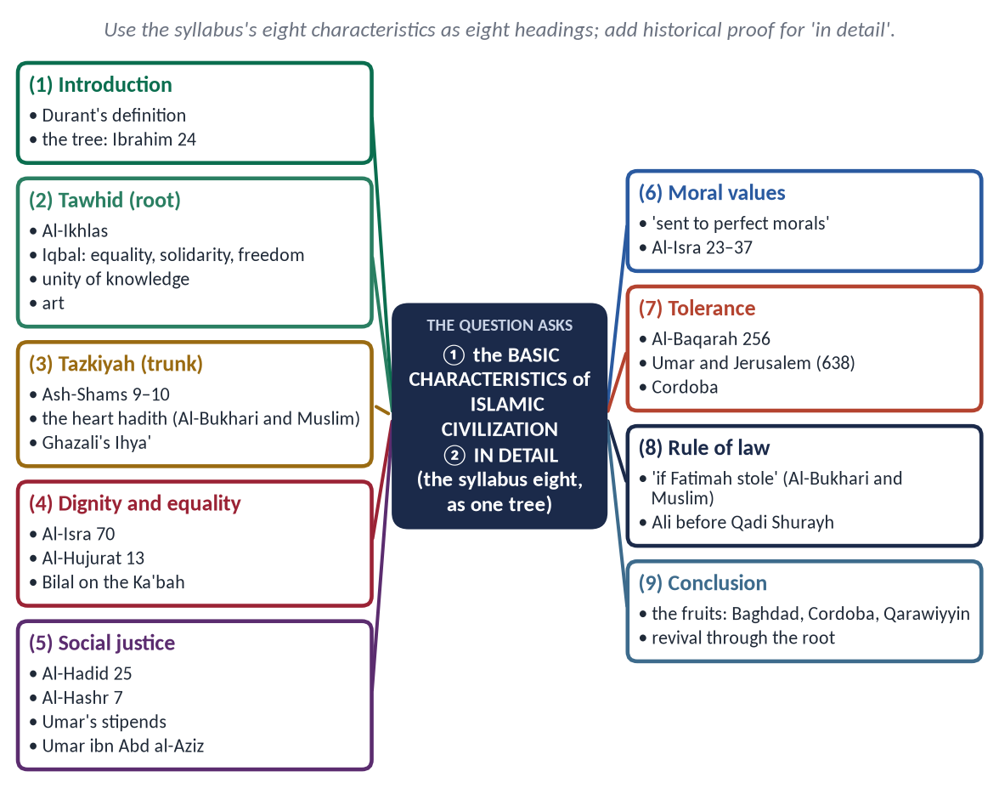 Use the syllabus's eight characteristics as eight headings; add historical proof for 'in detail'.
(1) Introduction
• Durant's definition
• the tree: Ibrahim 24
(2) Tawhid (root)
• Al-Ikhlas
• Iqbal: equality, solidarity, freedom
• unity of knowledge
• art
(3) Tazkiyah (trunk)
• Ash-Shams 9–10
• the heart hadith (Al-Bukhari and Muslim)
• Ghazali's Ihya'
(4) Dignity and equality
• Al-Isra 70
• Al-Hujurat 13
• Bilal on the Ka'bah
(5) Social justice
• Al-Hadid 25
• Al-Hashr 7
• Umar's stipends
• Umar ibn Abd al-Aziz
THE QUESTION ASKS
① the BASIC
CHARACTERISTICS of
ISLAMIC
CIVILIZATION
② IN DETAIL
(the syllabus eight,
as one tree)
(6) Moral values
• 'sent to perfect morals'
• Al-Isra 23–37
(7) Tolerance
• Al-Baqarah 256
• Umar and Jerusalem (638)
• Cordoba
(8) Rule of law
• 'if Fatimah stole' (Al-Bukhari and
Muslim)
• Ali before Qadi Shurayh
(9) Conclusion
• the fruits: Baghdad, Cordoba, Qarawiyyin
• revival through the root